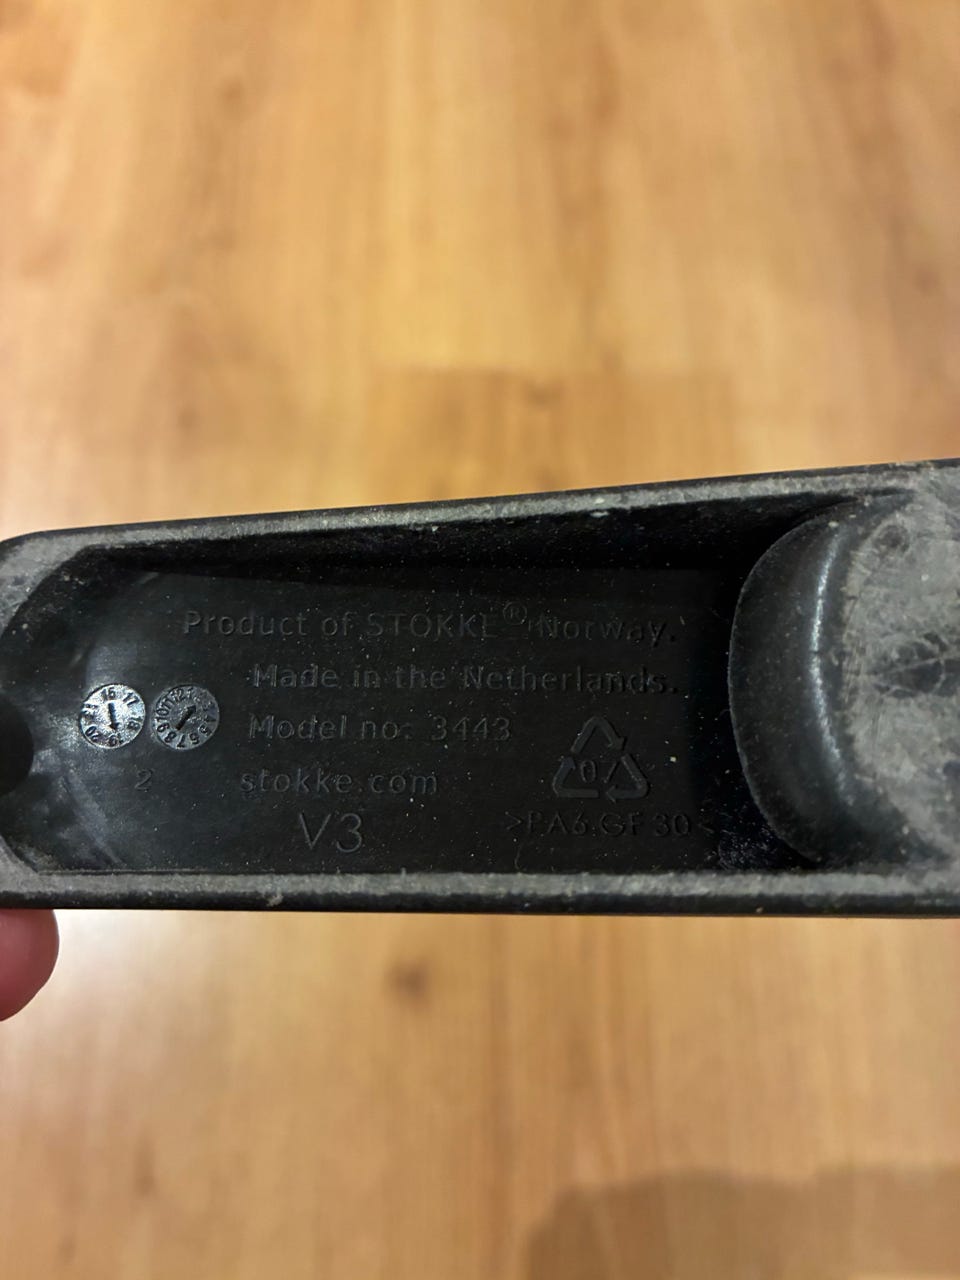 Product of STOKKE® Norway.
Made in the Netherlands.
Model no: 3443
stokke.com
2
V3
0
>PA6.GF 30<